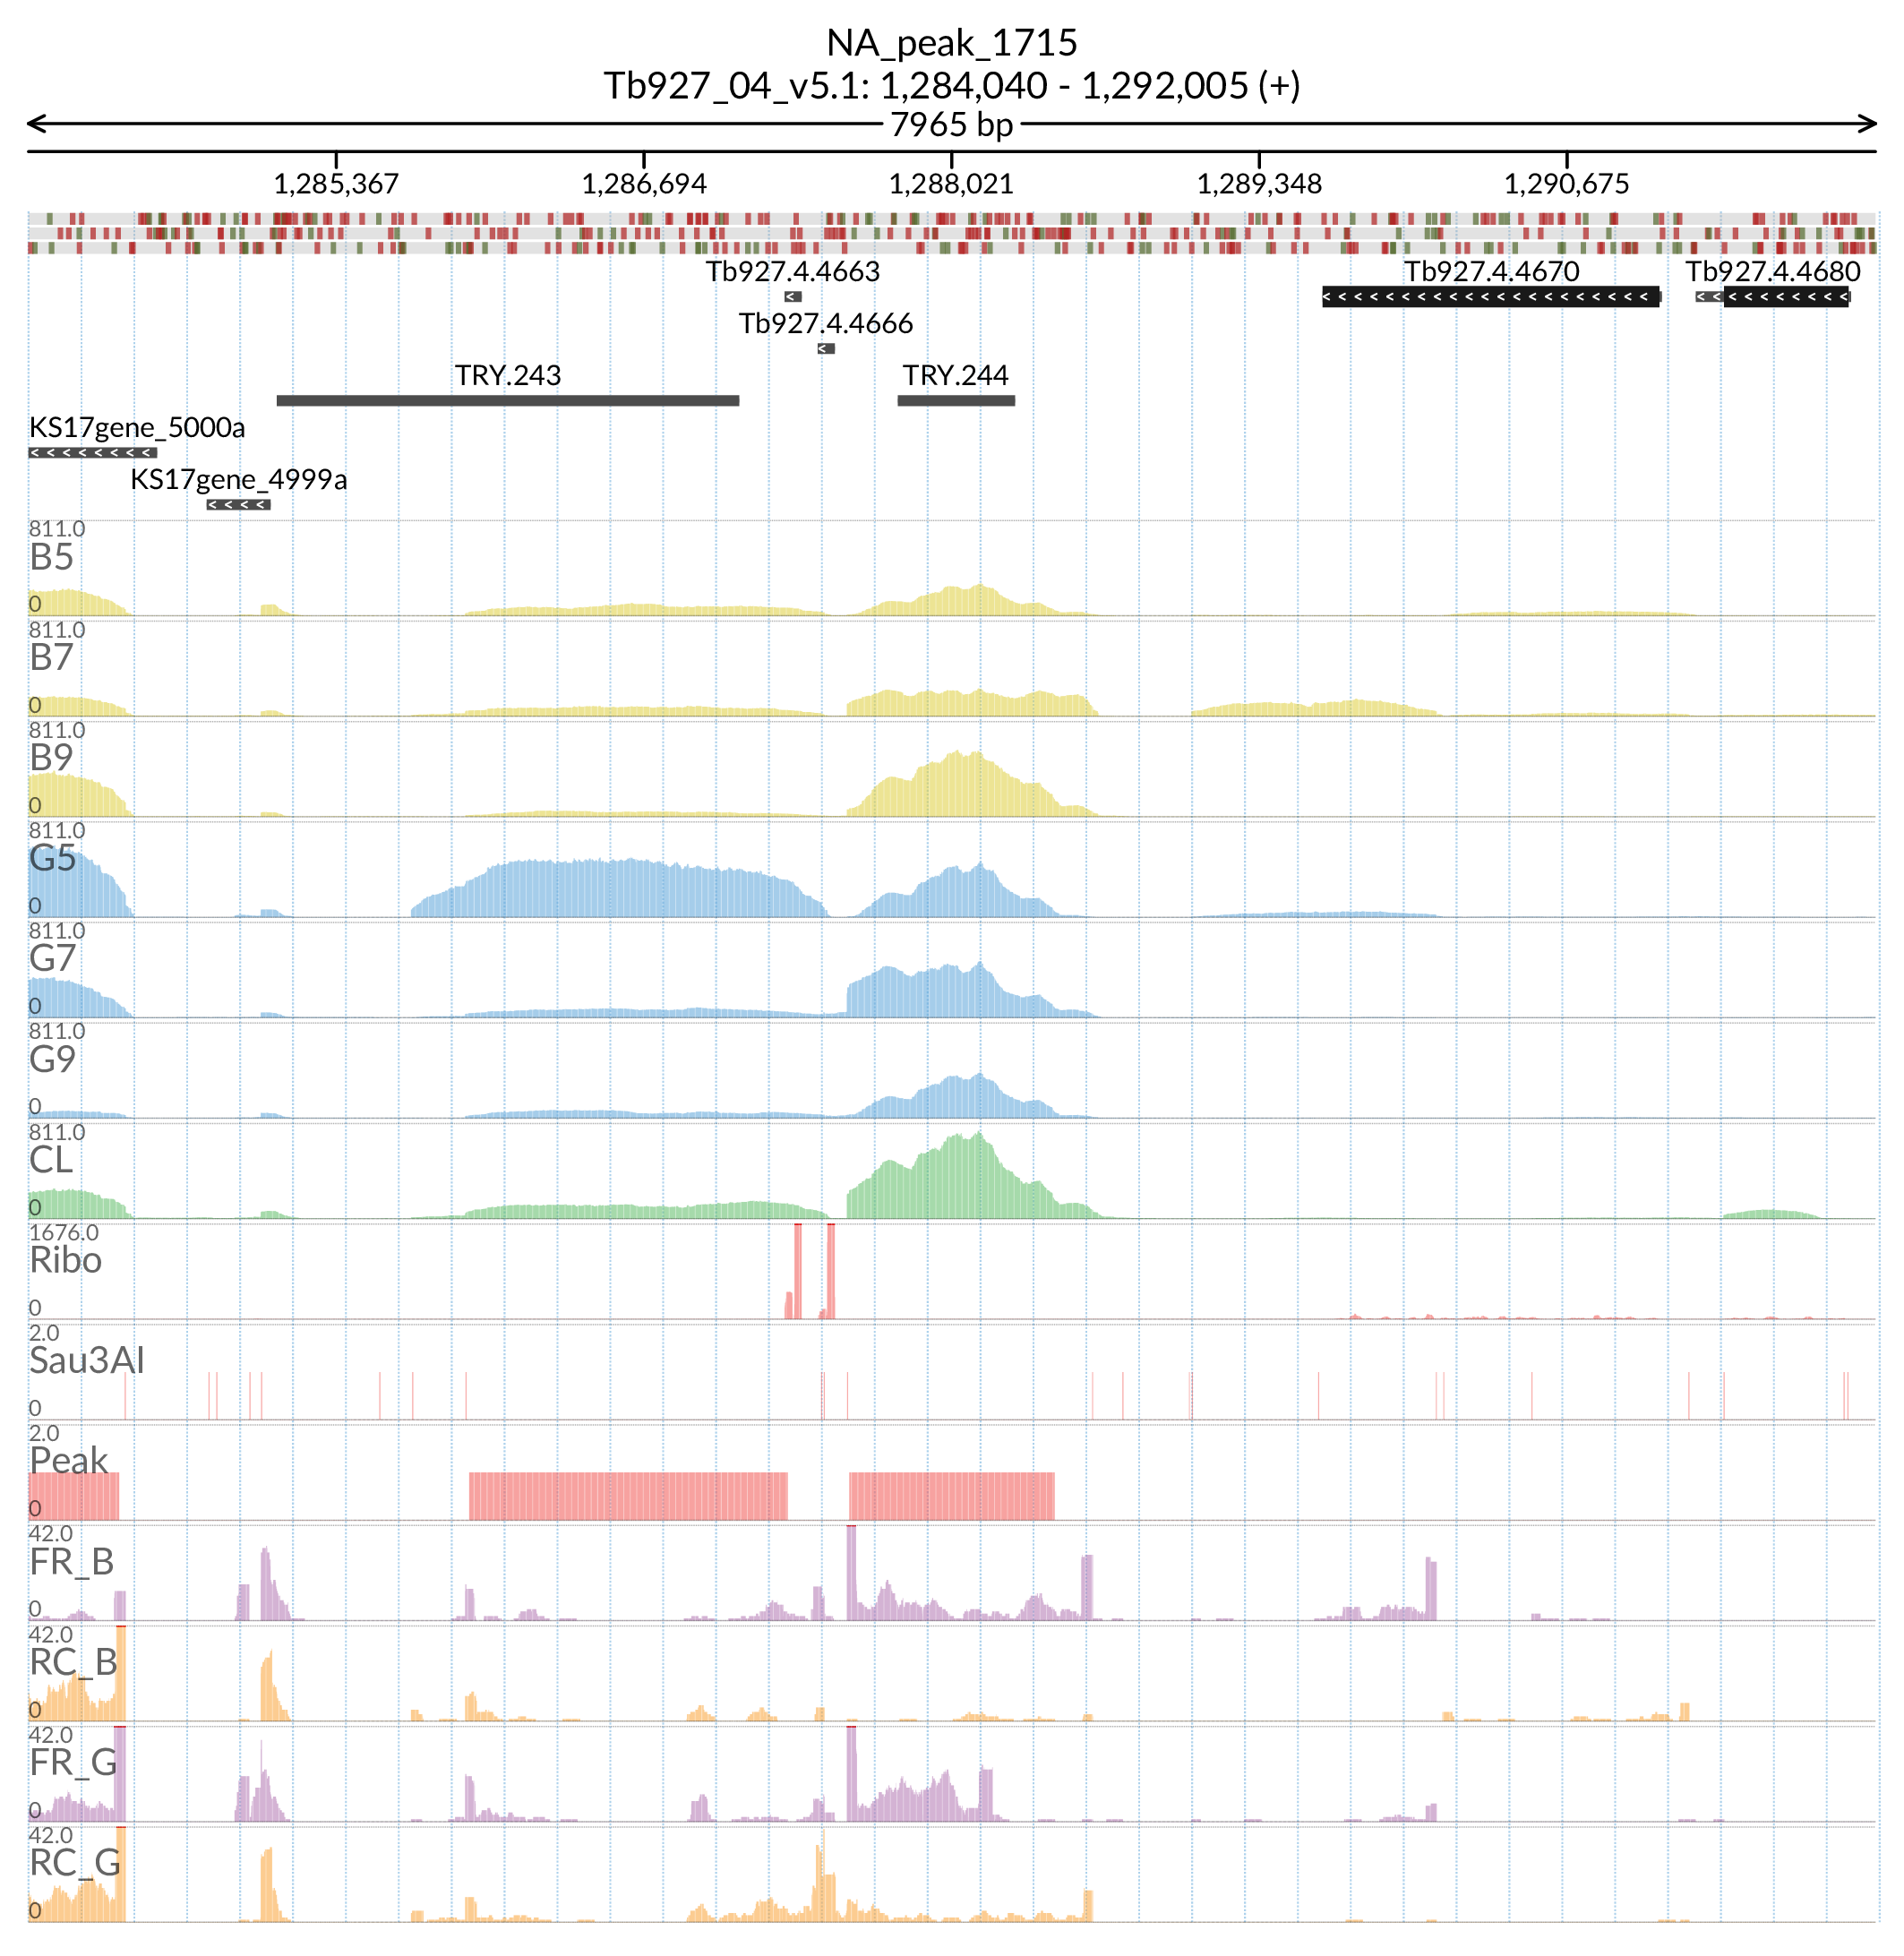 NA_peak_1715
Tb927_04_v5.1: 1,284,040 - 1,292,005 (+)
7965 bp
1,285,367 1,286,694 1,288,021 1,289,348 1,290,675
Tb927.4.4663 Tb927.4.4670 Tb927.4.4680
Tb927.4.4666
TRY.243 TRY.244
KS17gene_5000a
KS17gene_4999a
811.0
B5
0
811.0
B7
0
811.0
B9
0
811.0
G5
0
811.0
G7
0
811.0
G9
0
811.0
CL
0
1676.0
Ribo
0
2.0
Sau3AI
0
2.0
Peak
0
42.0
FR_B
0
42.0
RC_B
0
42.0
FR_G
0
42.0
RC_G
0